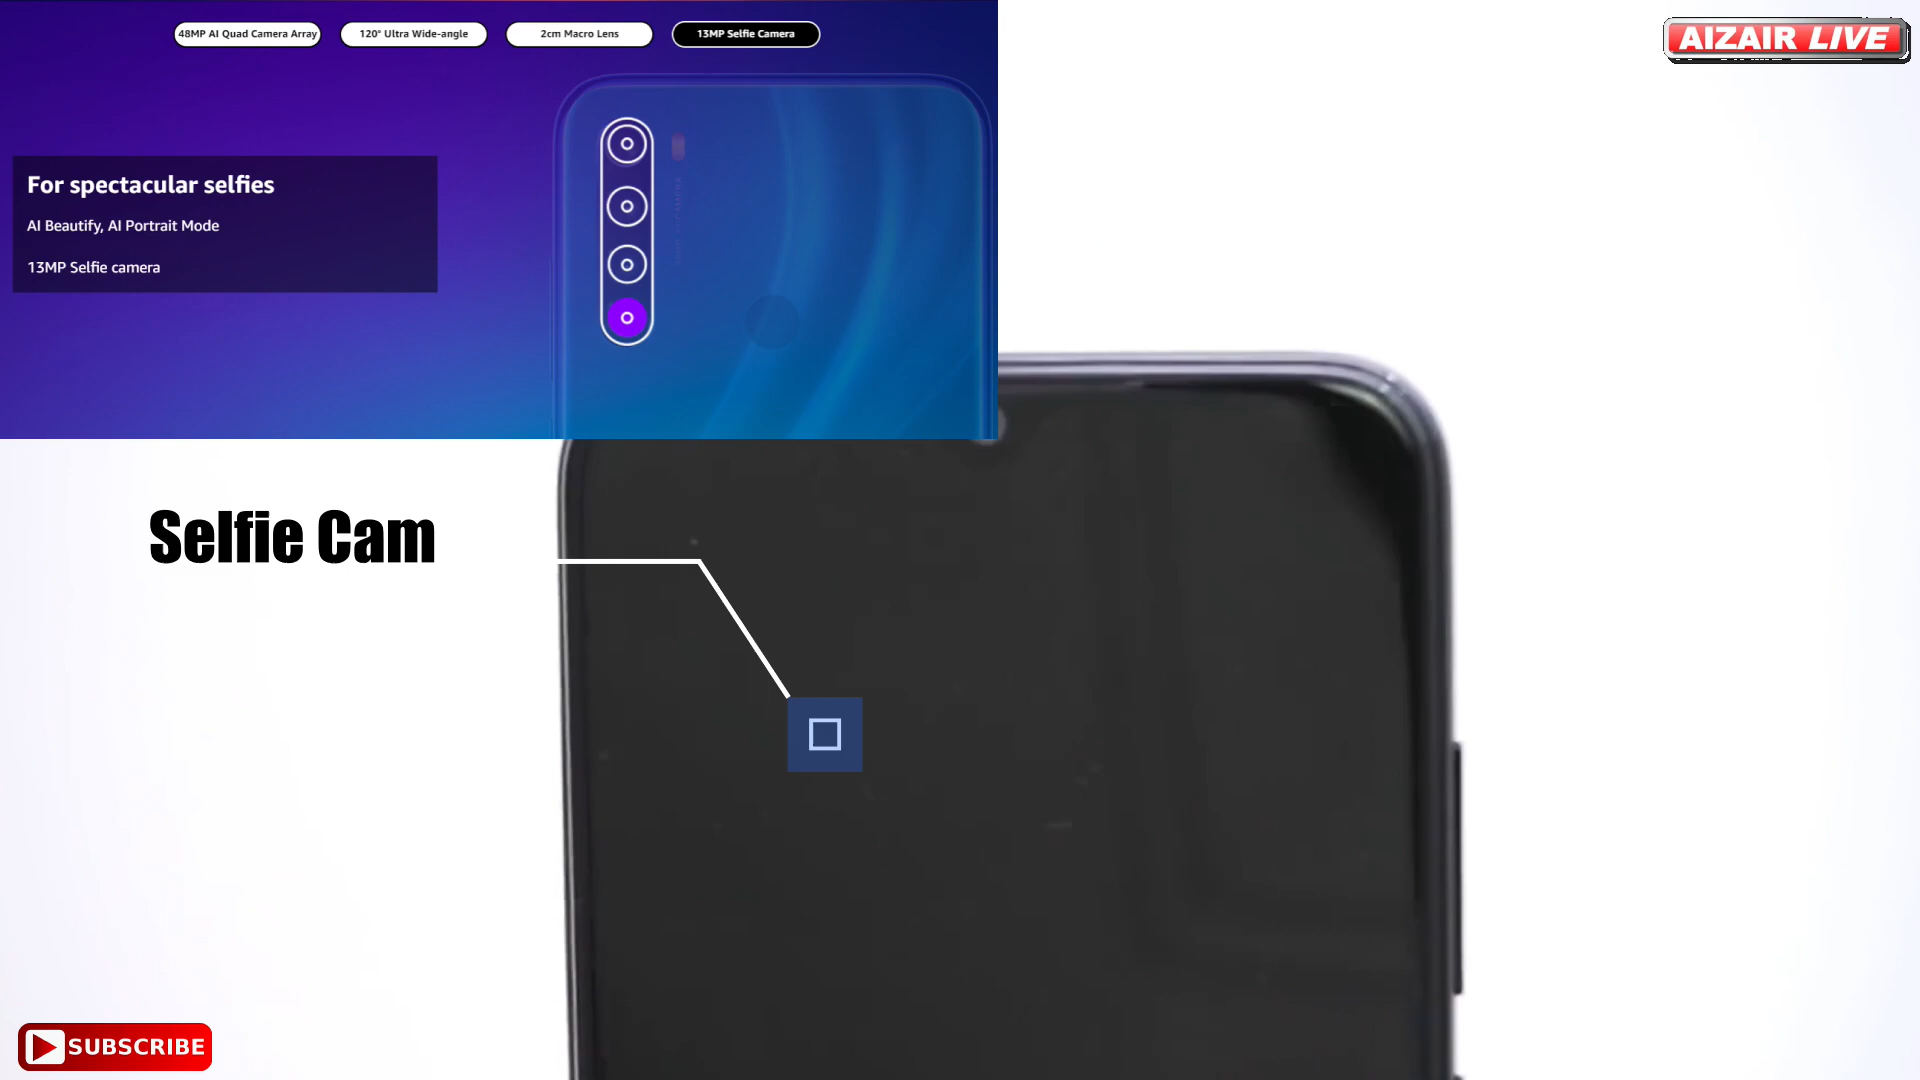 48MP AI Quad Camera Array
120° Ultra Wide-angle
2cm Macro Lens
13MP Selfie Camera
AIZAIR LIVE
For spectacular selfies
AI Beautify, AI Portrait Mode
13MP Selfie camera
Selfie Cam
SUBSCRIBE